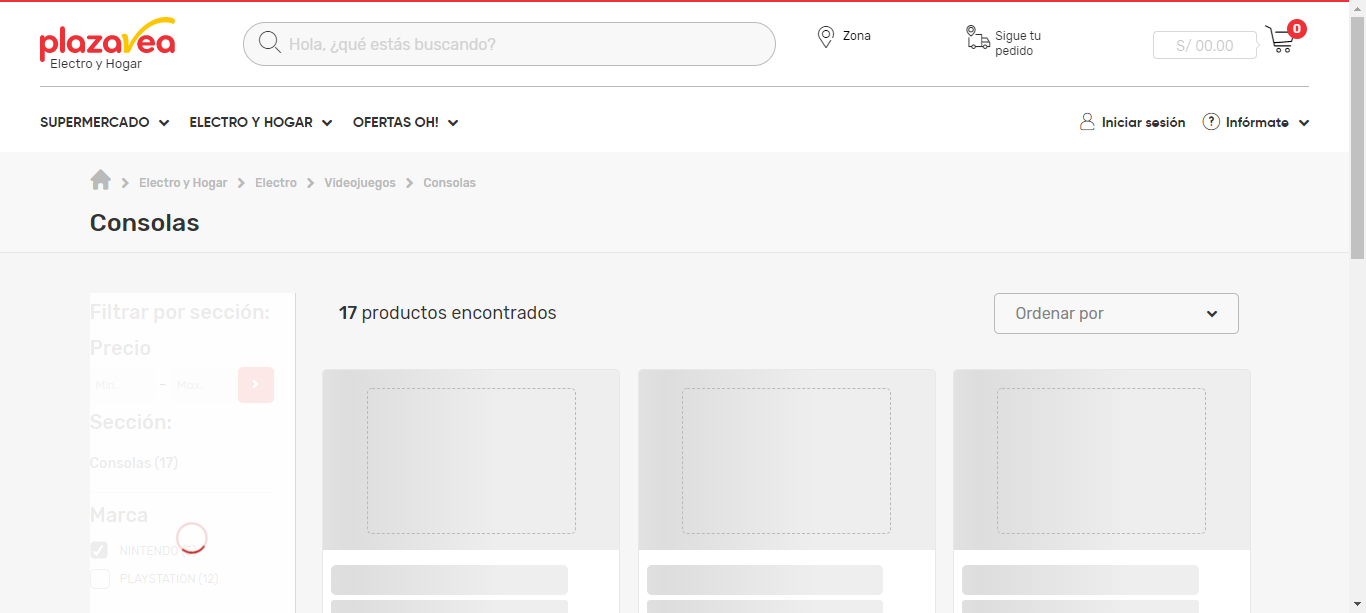 plazavea
Electro y Hogar
Hola, ¿qué estás buscando?
Zona
Sigue tu
pedido
S/ 00.00
0
SUPERMERCADO
ELECTRO Y HOGAR
OFERTAS OH!
Iniciar sesión
? Infórmate
Electro y Hogar
Electro
Videojuegos
Consolas
Consolas
Filtrar por sección:
17 productos encontrados
Ordenar por
Precio
Min. – Max
Sección:
Consolas (17)
Marca
NINTENDO
PLAYSTATION (12)